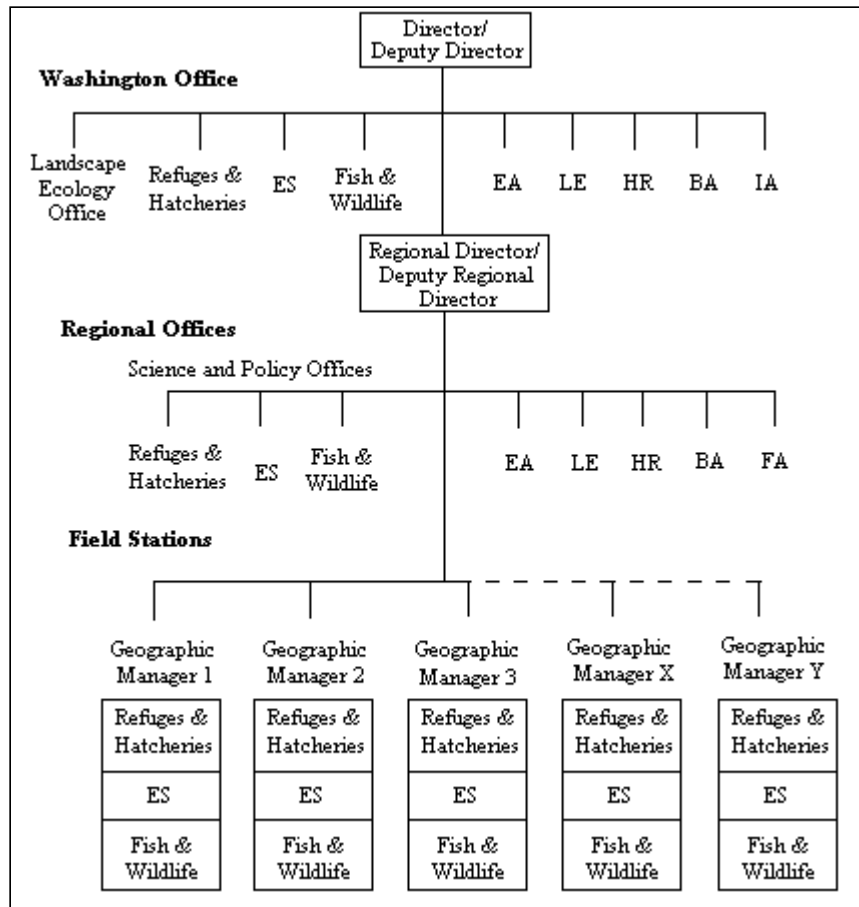 Director/
Deputy Director
Washington Office
Landscape
Ecology
Office
Refuges &
Hatcheries
ES
Fish &
Wildlife
EA
LE
HR
BA
IA
Regional Director/
Deputy Regional
Director
Regional Offices
Science and Policy Offices
Refuges &
Hatcheries
ES
Fish &
Wildlife
EA
LE
HR
BA
FA
Field Stations
Geographic
Manager 1
Refuges &
Hatcheries
ES
Fish &
Wildlife
Geographic
Manager 2
Refuges &
Hatcheries
ES
Fish &
Wildlife
Geographic
Manager 3
Refuges &
Hatcheries
ES
Fish &
Wildlife
Geographic
Manager X
Refuges &
Hatcheries
ES
Fish &
Wildlife
Geographic
Manager Y
Refuges &
Hatcheries
ES
Fish &
Wildlife